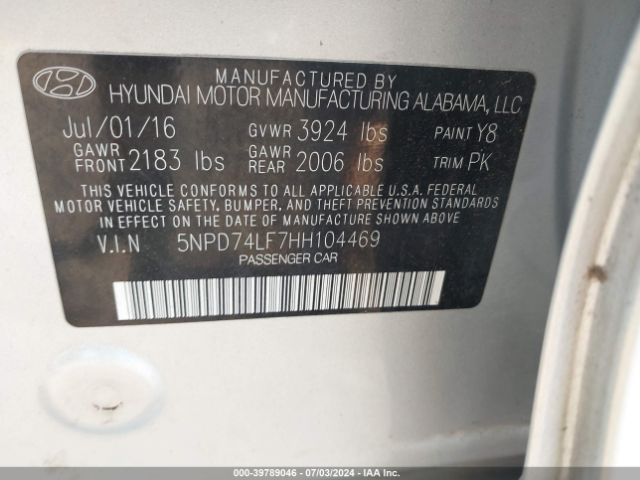 MANUFACTURED BY
HYUNDAI MOTOR MANUFACTURING ALABAMA, LLC
Jul/01/16 GVWR 3924 lbs PAINT Y8
GAWR FRONT 2183 lbs GAWR REAR 2006 lbs TRIM PK
THIS VEHICLE CONFORMS TO ALL APPLICABLE U.S.A. FEDERAL
MOTOR VEHICLE SAFETY, BUMPER, AND THEFT PREVENTION STANDARDS
IN EFFECT ON THE DATE OF MANUFACTURE SHOWN ABOVE.
V.I.N 5NPD74LF7HH104469
PASSENGER CAR
000-39789046 / 07/03/2024 - IAA Inc.